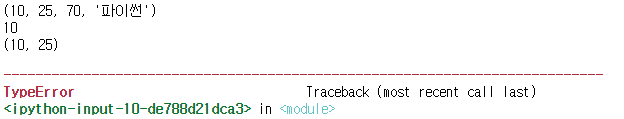 (10, 25, 70, '파이썬')
10
(10, 25)
---------------------------------------------------------------------------
TypeError                                 Traceback (most recent call last)
<ipython-input-10-de788d21dca3> in <module>